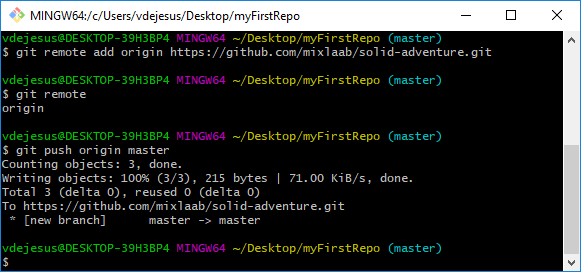 MINGW64:/c/Users/vdejesus/Desktop/myFirstRepo
vdejesus@DESKTOP-39H3BP4 MINGW64 ~/Desktop/myFirstRepo (master)
$ git remote add origin https://github.com/mixlaab/solid-adventure.git
vdejesus@DESKTOP-39H3BP4 MINGW64 ~/Desktop/myFirstRepo (master)
$ git remote
origin
vdejesus@DESKTOP-39H3BP4 MINGW64 ~/Desktop/myFirstRepo (master)
$ git push origin master
Counting objects: 3, done.
Writing objects: 100% (3/3), 215 bytes | 71.00 KiB/s, done.
Total 3 (delta 0), reused 0 (delta 0)
To https://github.com/mixlaab/solid-adventure.git
 * [new branch]      master -> master
vdejesus@DESKTOP-39H3BP4 MINGW64 ~/Desktop/myFirstRepo (master)
$